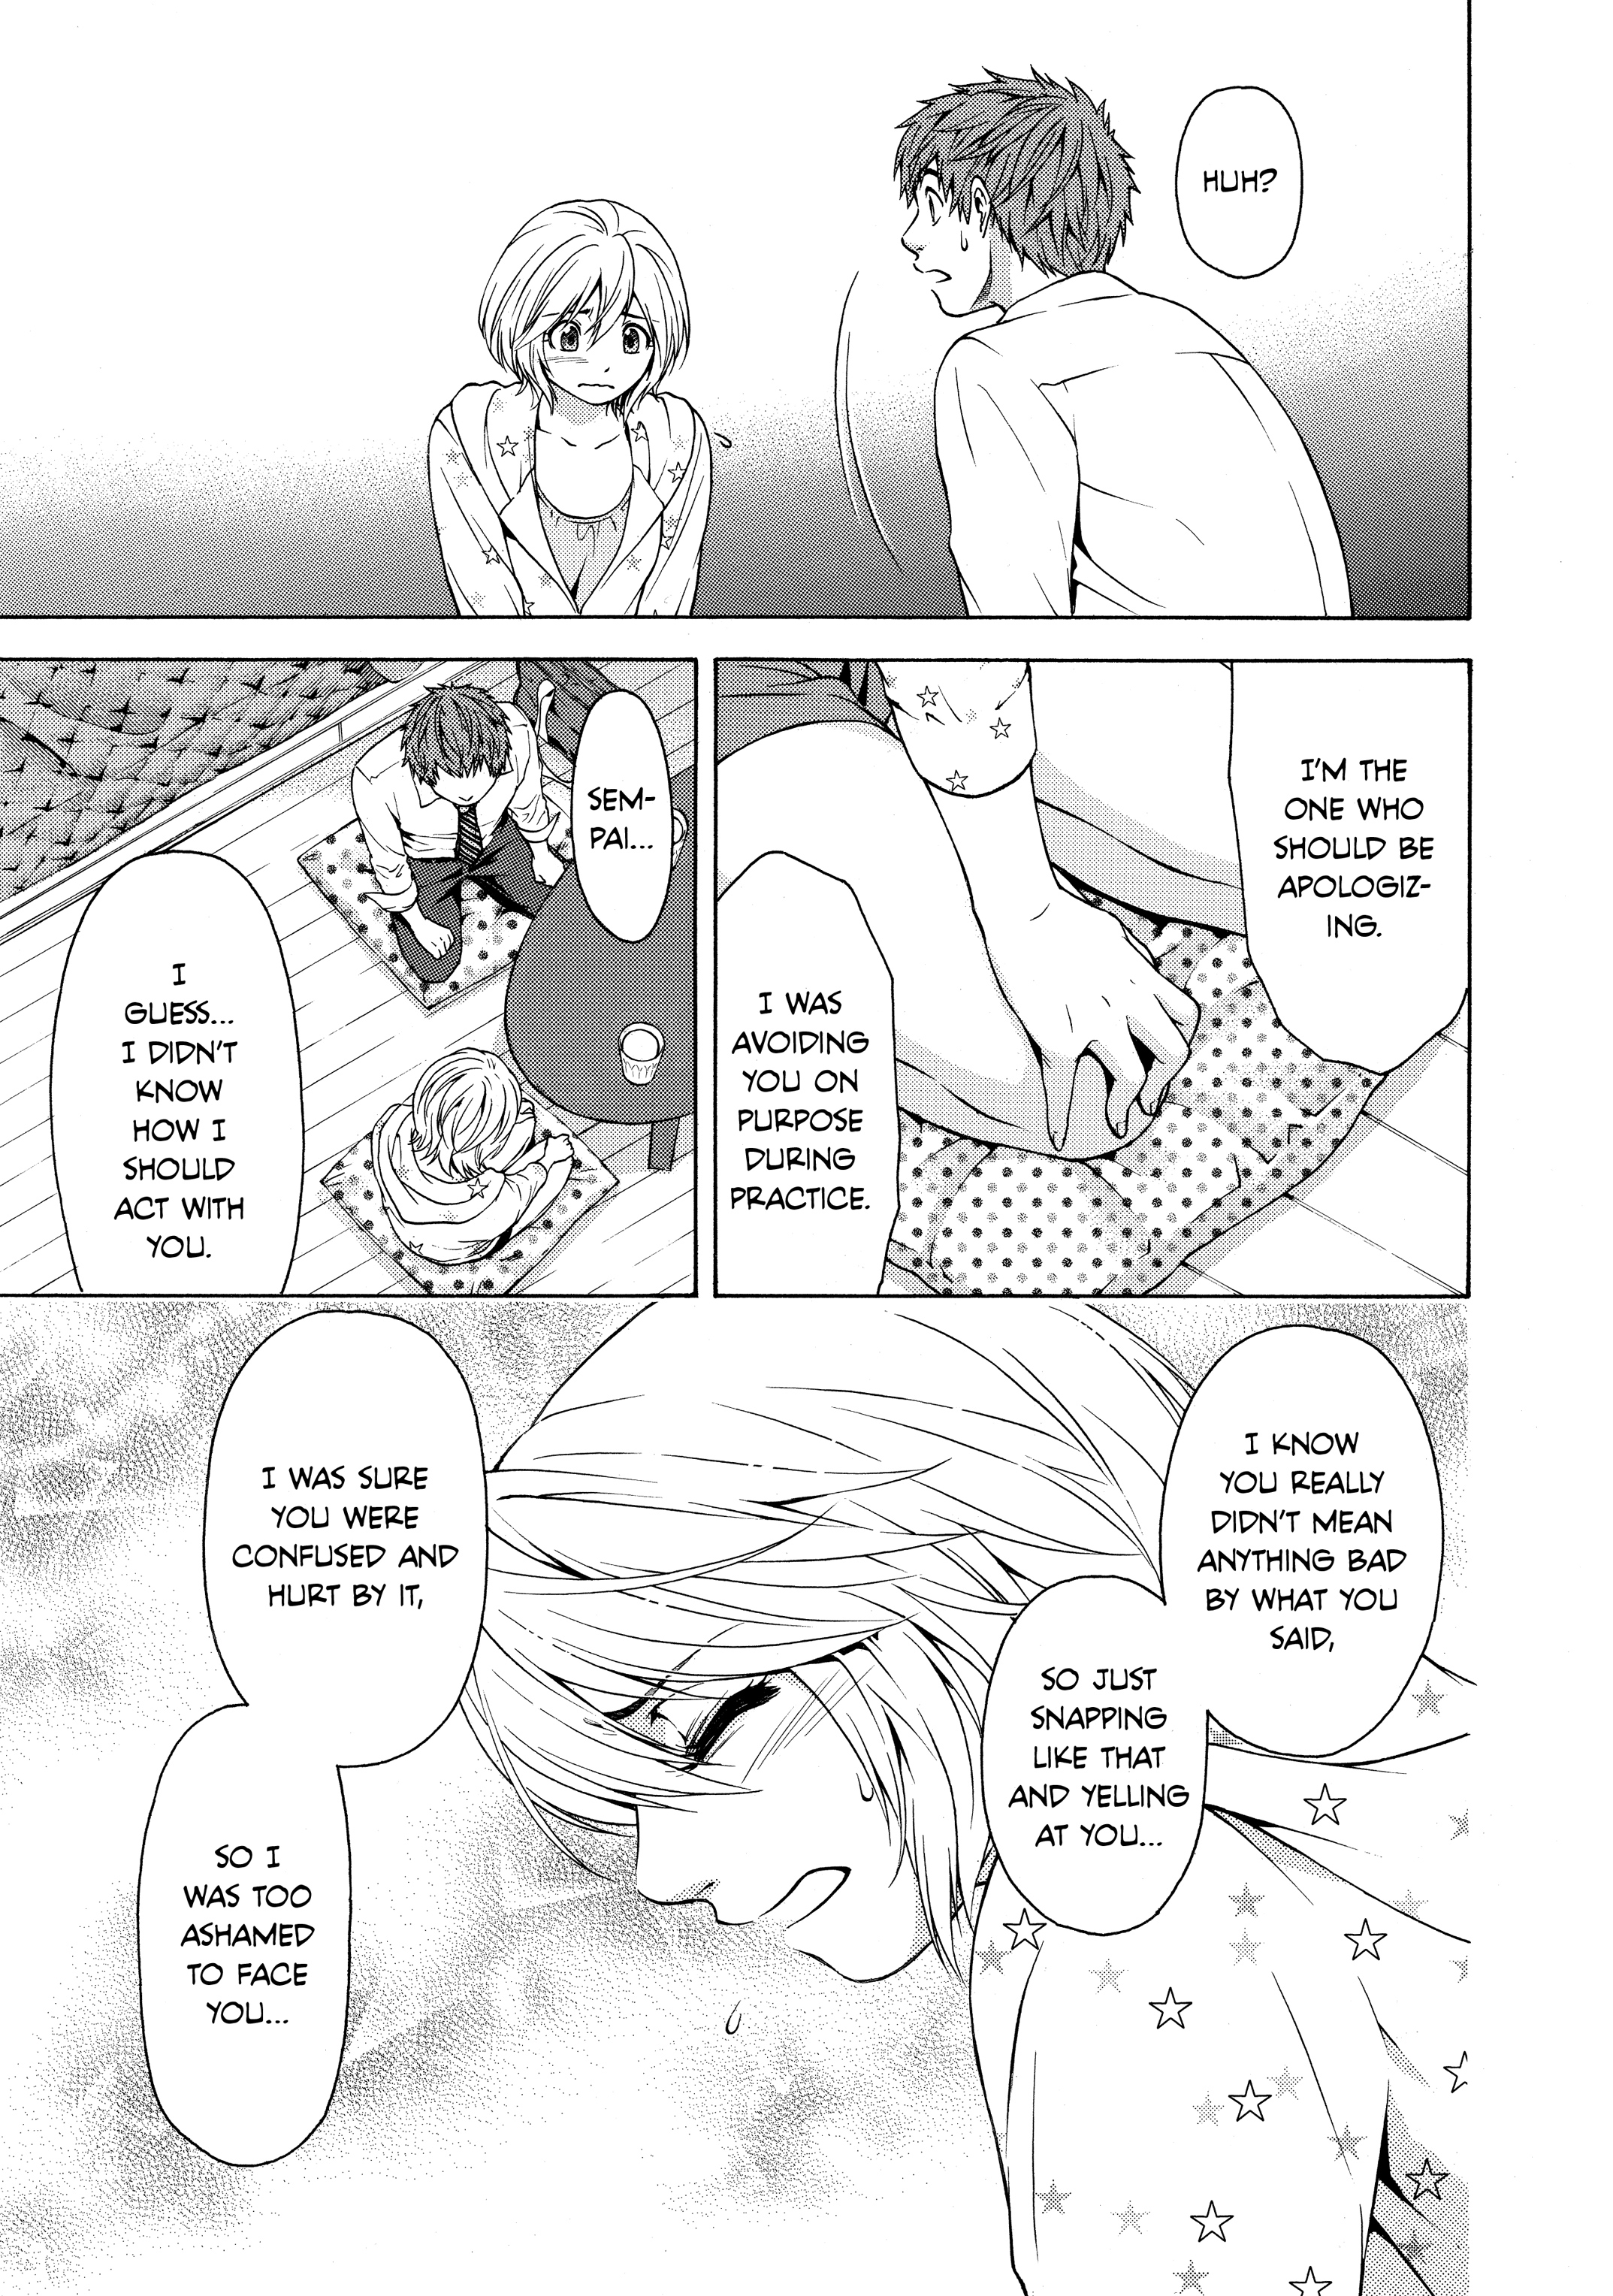 HUH?
I'M THE
ONE WHO
SHOULD BE
APOLOGIZ-
ING.
I WAS
AVOIDING
YOU ON
PURPOSE
DURING
PRACTICE.
SEM-
PAI...
I
GUESS...
I DIDN'T
KNOW
HOW I
SHOULD
ACT WITH
YOU.
I KNOW
YOU REALLY
DIDN'T MEAN
ANYTHING BAD
BY WHAT YOU
SAID,
SO JUST
SNAPPING
LIKE THAT
AND YELLING
AT YOU...
I WAS SURE
YOU WERE
CONFUSED AND
HURT BY IT,
SO I
WAS TOO
ASHAMED
TO FACE
YOU...